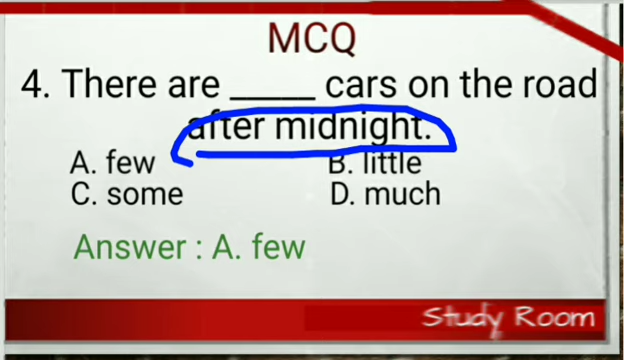 MCQ
4. There are _____ cars on the road
after midnight.
A. few B. little
C. some D. much
Answer : A. few
Study Room